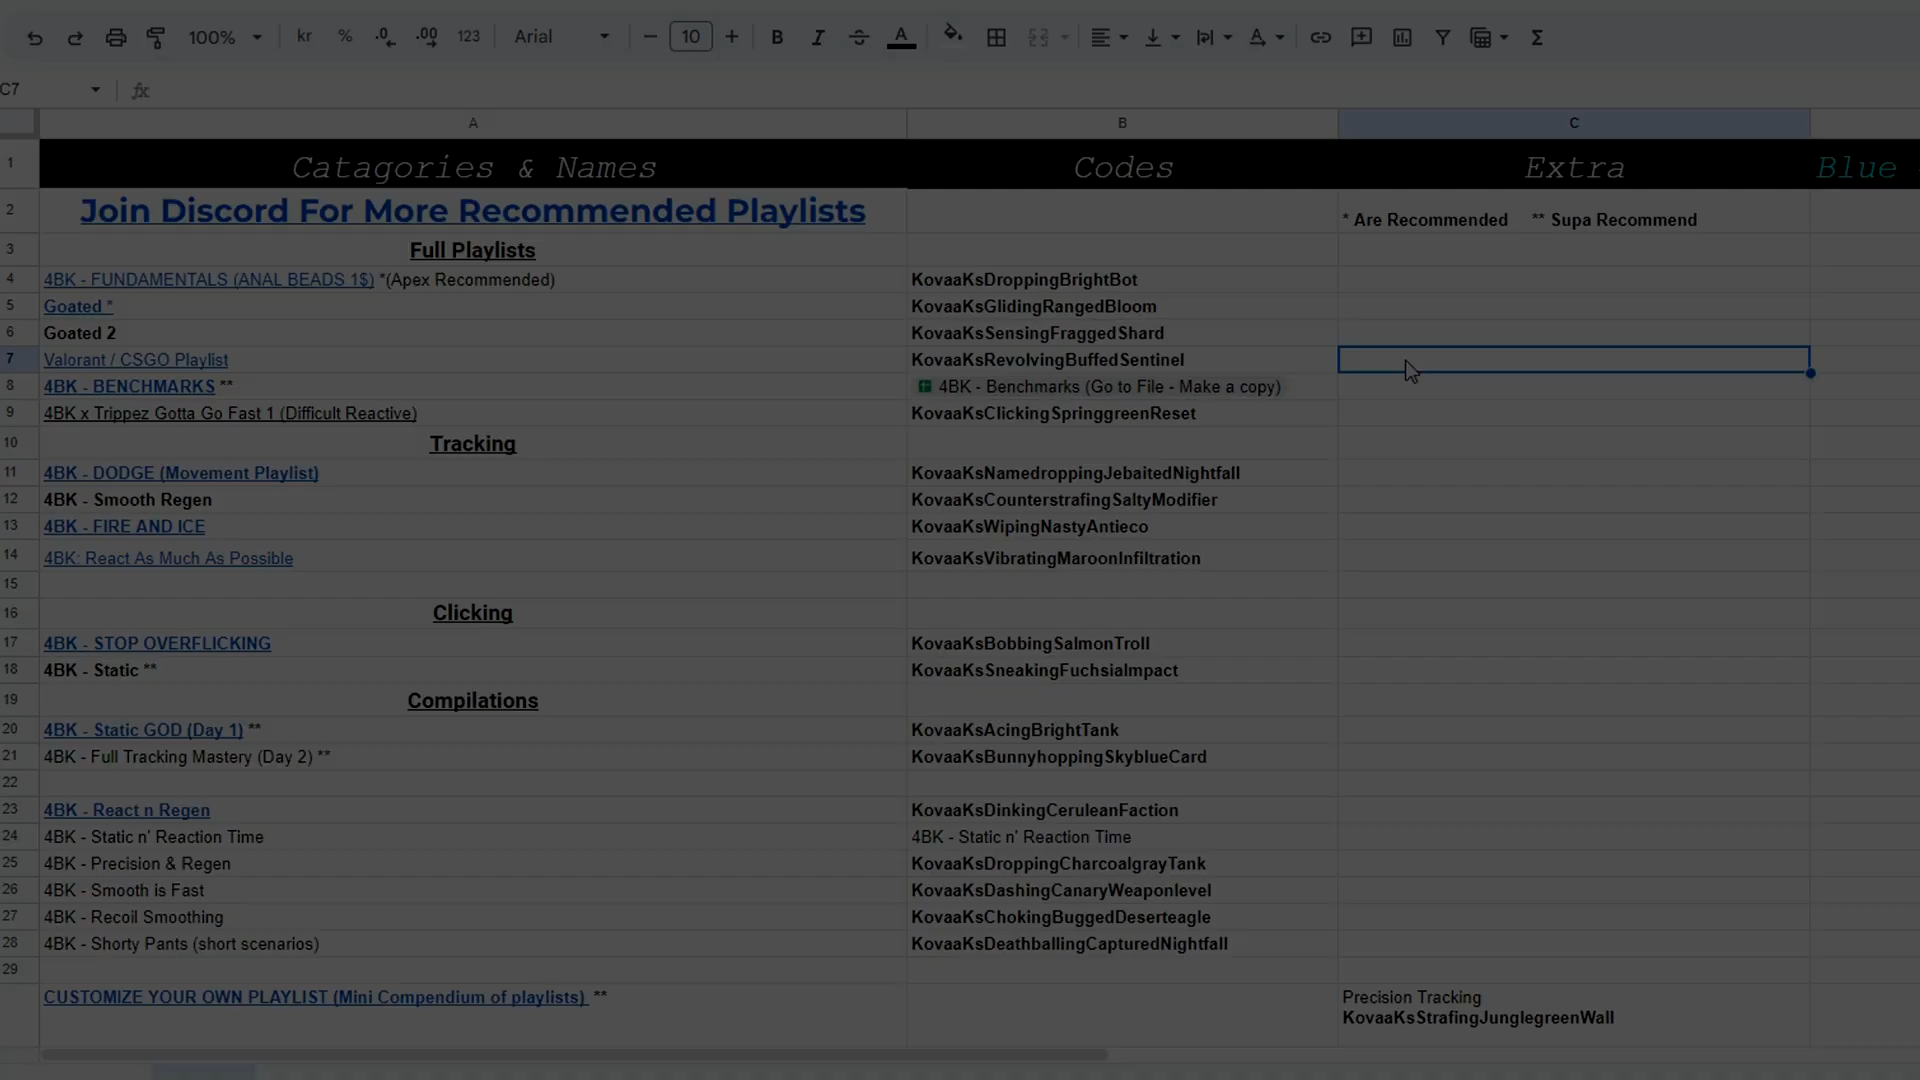 100% kr % .0 .00 123 Arial 10 B I A
C7 fx
A B C
1 Catagories & Names Codes Extra Blue
2 Join Discord For More Recommended Playlists * Are Recommended ** Supa Recommend
3 Full Playlists
4 4BK - FUNDAMENTALS (ANAL BEADS 1$) *(Apex Recommended) KovaaKsDroppingBrightBot
5 Goated * KovaaKsGlidingRangedBloom
6 Goated 2 KovaaKsSensingFraggedShard
7 Valorant / CSGO Playlist KovaaKsRevolvingBuffedSentinel
8 4BK - BENCHMARKS ** 4BK - Benchmarks (Go to File - Make a copy)
9 4BK x Trippez Gotta Go Fast 1 (Difficult Reactive) KovaaKsClickingSpringgreenReset
10 Tracking
11 4BK - DODGE (Movement Playlist) KovaaKsNamedroppingJebaitedNightfall
12 4BK - Smooth Regen KovaaKsCounterstrafingSaltyModifier
13 4BK - FIRE AND ICE KovaaKsWipingNastyAntieco
14 4BK: React As Much As Possible KovaaKsVibratingMaroonInfiltration
15
16 Clicking
17 4BK - STOP OVERFLICKING KovaaKsBobbingSalmonTroll
18 4BK - Static ** KovaaKsSneakingFuchsiaImpact
19 Compilations
20 4BK - Static GOD (Day 1) ** KovaaKsAcingBrightTank
21 4BK - Full Tracking Mastery (Day 2) ** KovaaKsBunnyhoppingSkyblueCard
22
23 4BK - React n Regen KovaaKsDinkingCeruleanFaction
24 4BK - Static n' Reaction Time 4BK - Static n' Reaction Time
25 4BK - Precision & Regen KovaaKsDroppingCharcoalgrayTank
26 4BK - Smooth is Fast KovaaKsDashingCanaryWeaponlevel
27 4BK - Recoil Smoothing KovaaKsChokingBuggedDeserteagle
28 4BK - Shorty Pants (short scenarios) KovaaKsDeathballingCapturedNightfall
29
CUSTOMIZE YOUR OWN PLAYLIST (Mini Compendium of playlists) ** Precision Tracking
KovaaKsStrafingJunglegreenWall